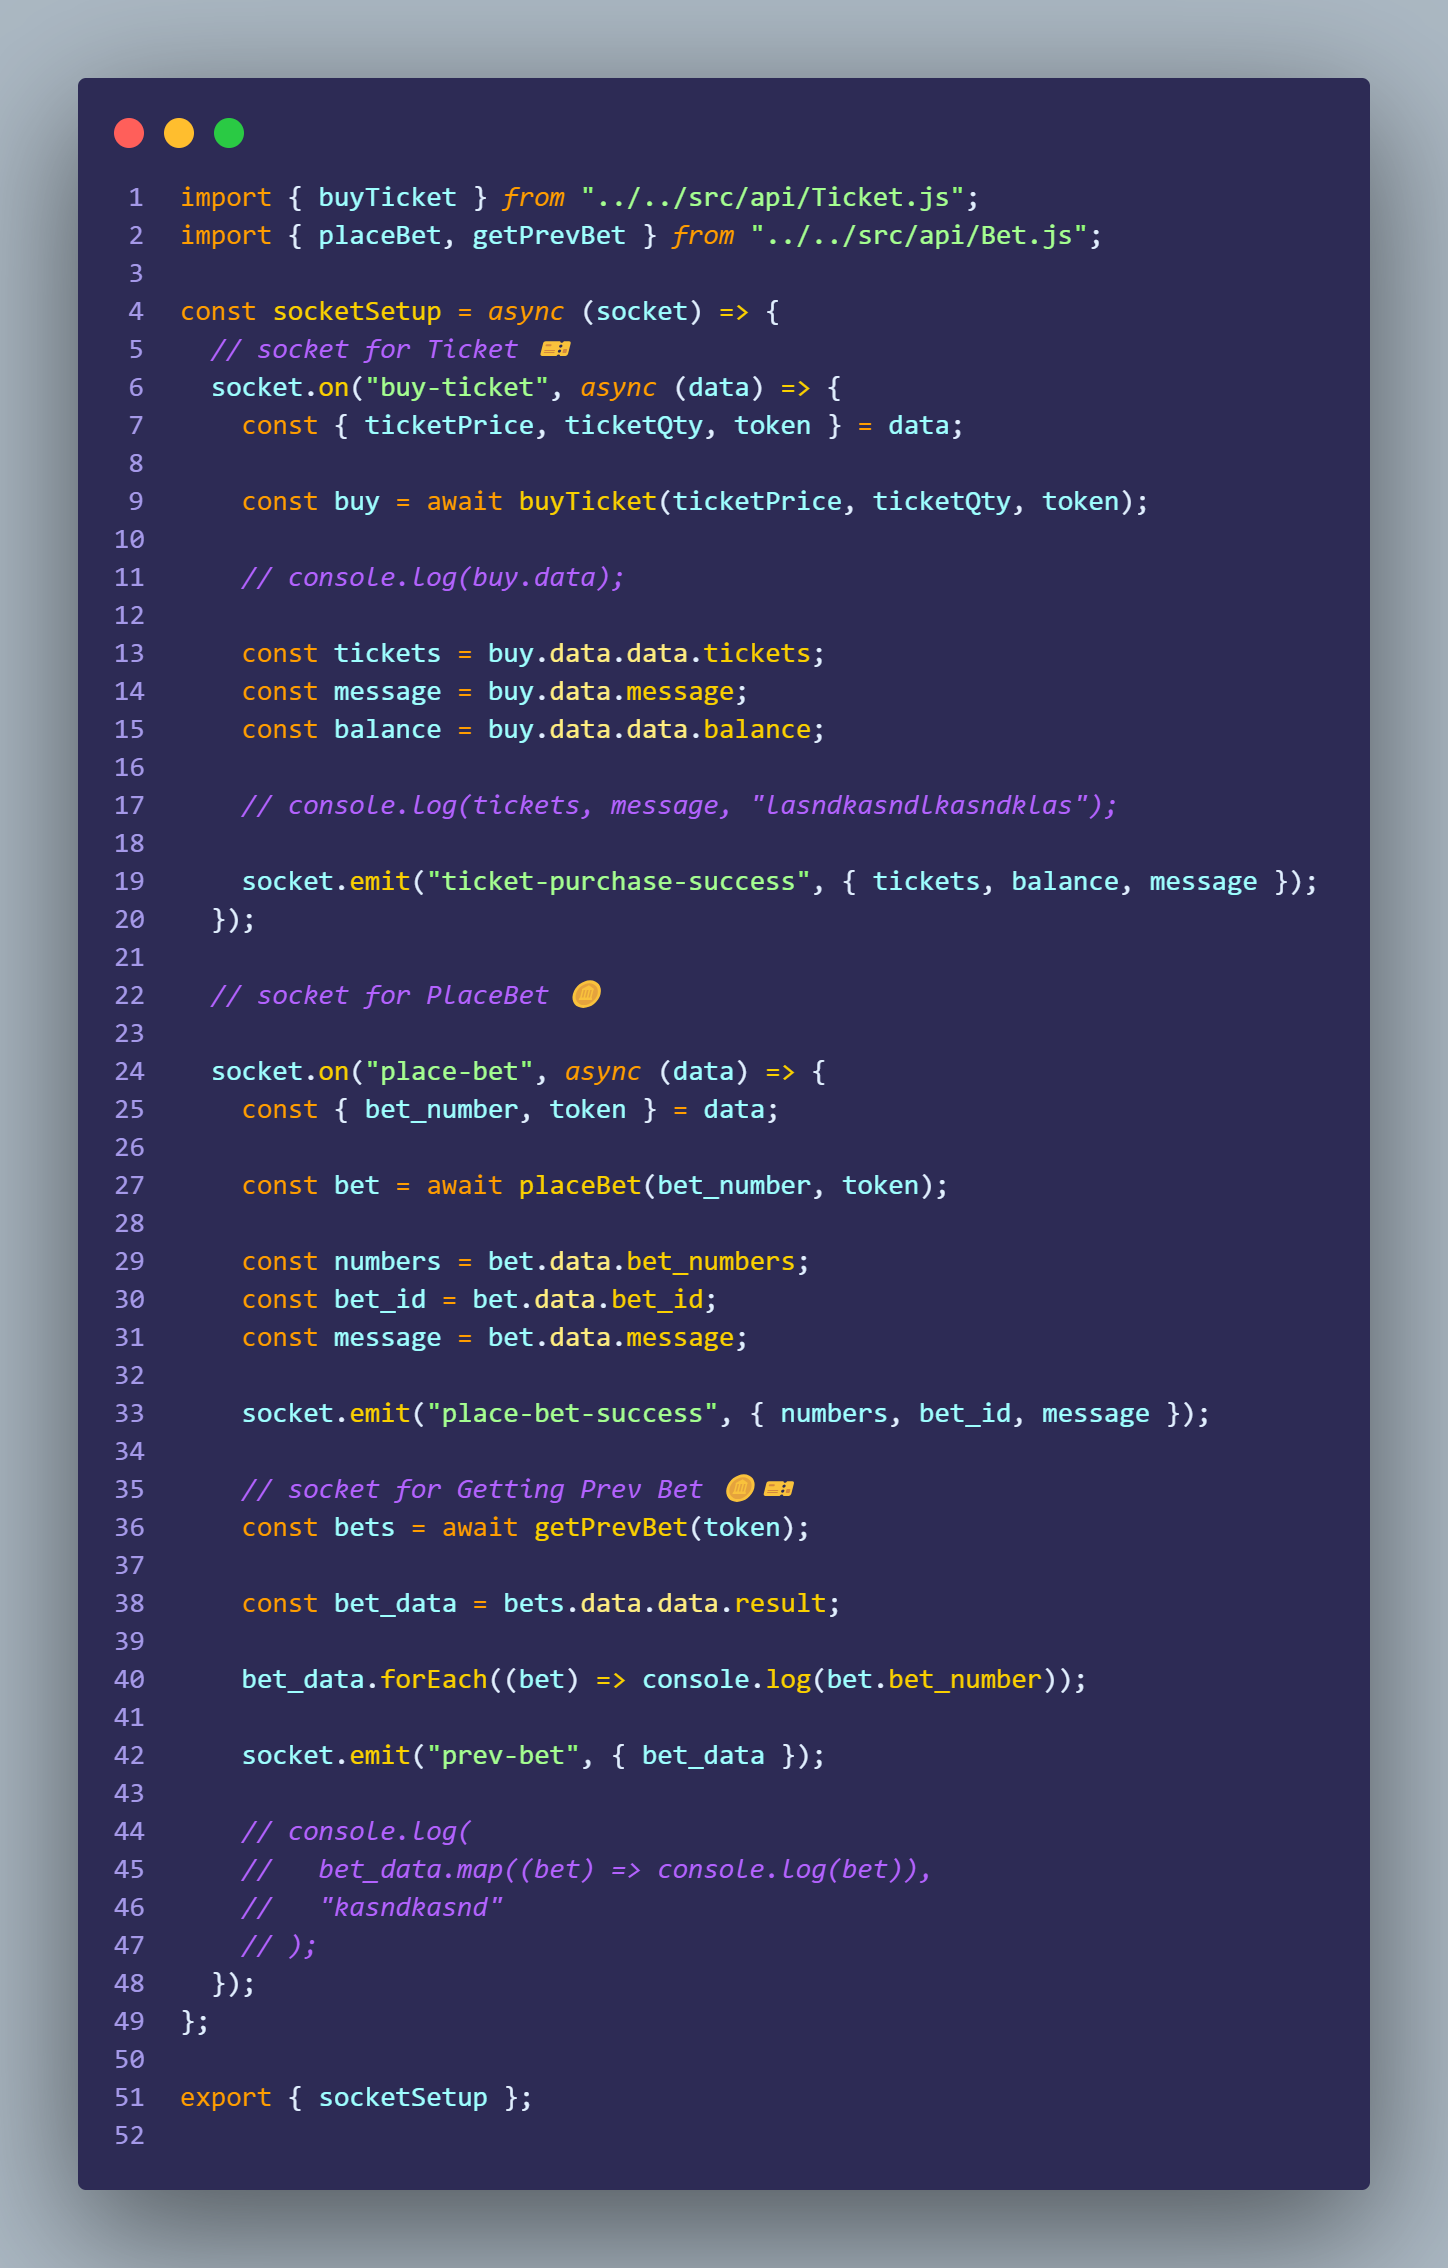 1 import { buyTicket } from "../../src/api/Ticket.js";
2 import { placeBet, getPrevBet } from "../../src/api/Bet.js";
3
4 const socketSetup = async (socket) => {
5   // socket for Ticket 🎫
6   socket.on("buy-ticket", async (data) => {
7     const { ticketPrice, ticketQty, token } = data;
8
9     const buy = await buyTicket(ticketPrice, ticketQty, token);
10
11     // console.log(buy.data);
12
13     const tickets = buy.data.data.tickets;
14     const message = buy.data.message;
15     const balance = buy.data.data.balance;
16
17     // console.log(tickets, message, "lasndkasndlkasndklas");
18
19     socket.emit("ticket-purchase-success", { tickets, balance, message });
20   });
21
22   // socket for PlaceBet 🪙
23
24   socket.on("place-bet", async (data) => {
25     const { bet_number, token } = data;
26
27     const bet = await placeBet(bet_number, token);
28
29     const numbers = bet.data.bet_numbers;
30     const bet_id = bet.data.bet_id;
31     const message = bet.data.message;
32
33     socket.emit("place-bet-success", { numbers, bet_id, message });
34
35     // socket for Getting Prev Bet 🪙🎫
36     const bets = await getPrevBet(token);
37
38     const bet_data = bets.data.data.result;
39
40     bet_data.forEach((bet) => console.log(bet.bet_number));
41
42     socket.emit("prev-bet", { bet_data });
43
44     // console.log(
45     //   bet_data.map((bet) => console.log(bet)),
46     //   "kasndkasnd"
47     // );
48   });
49 };
50
51 export { socketSetup };
52